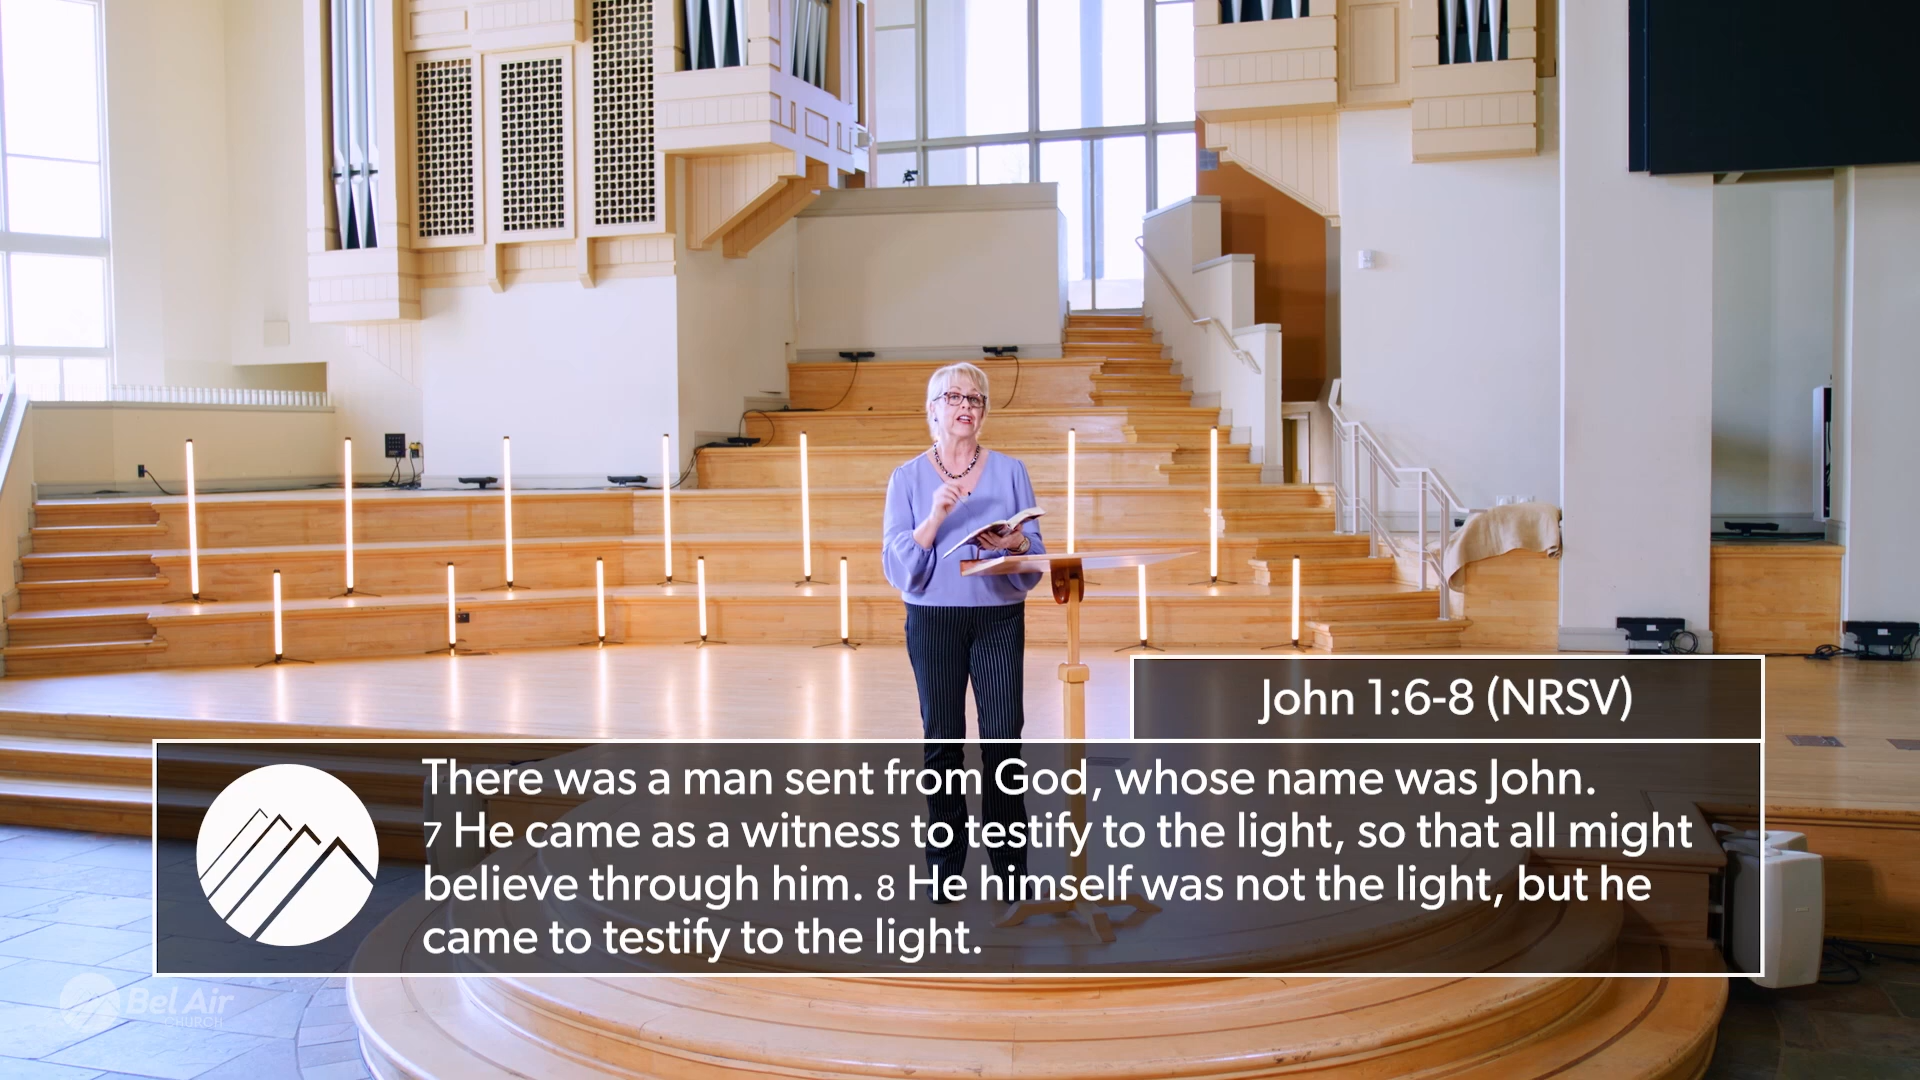 John 1:6-8 (NRSV)
There was a man sent from God, whose name was John.
7 He came as a witness to testify to the light, so that all might
believe through him. 8 He himself was not the light, but he
came to testify to the light.
Bel Air
CHURCH